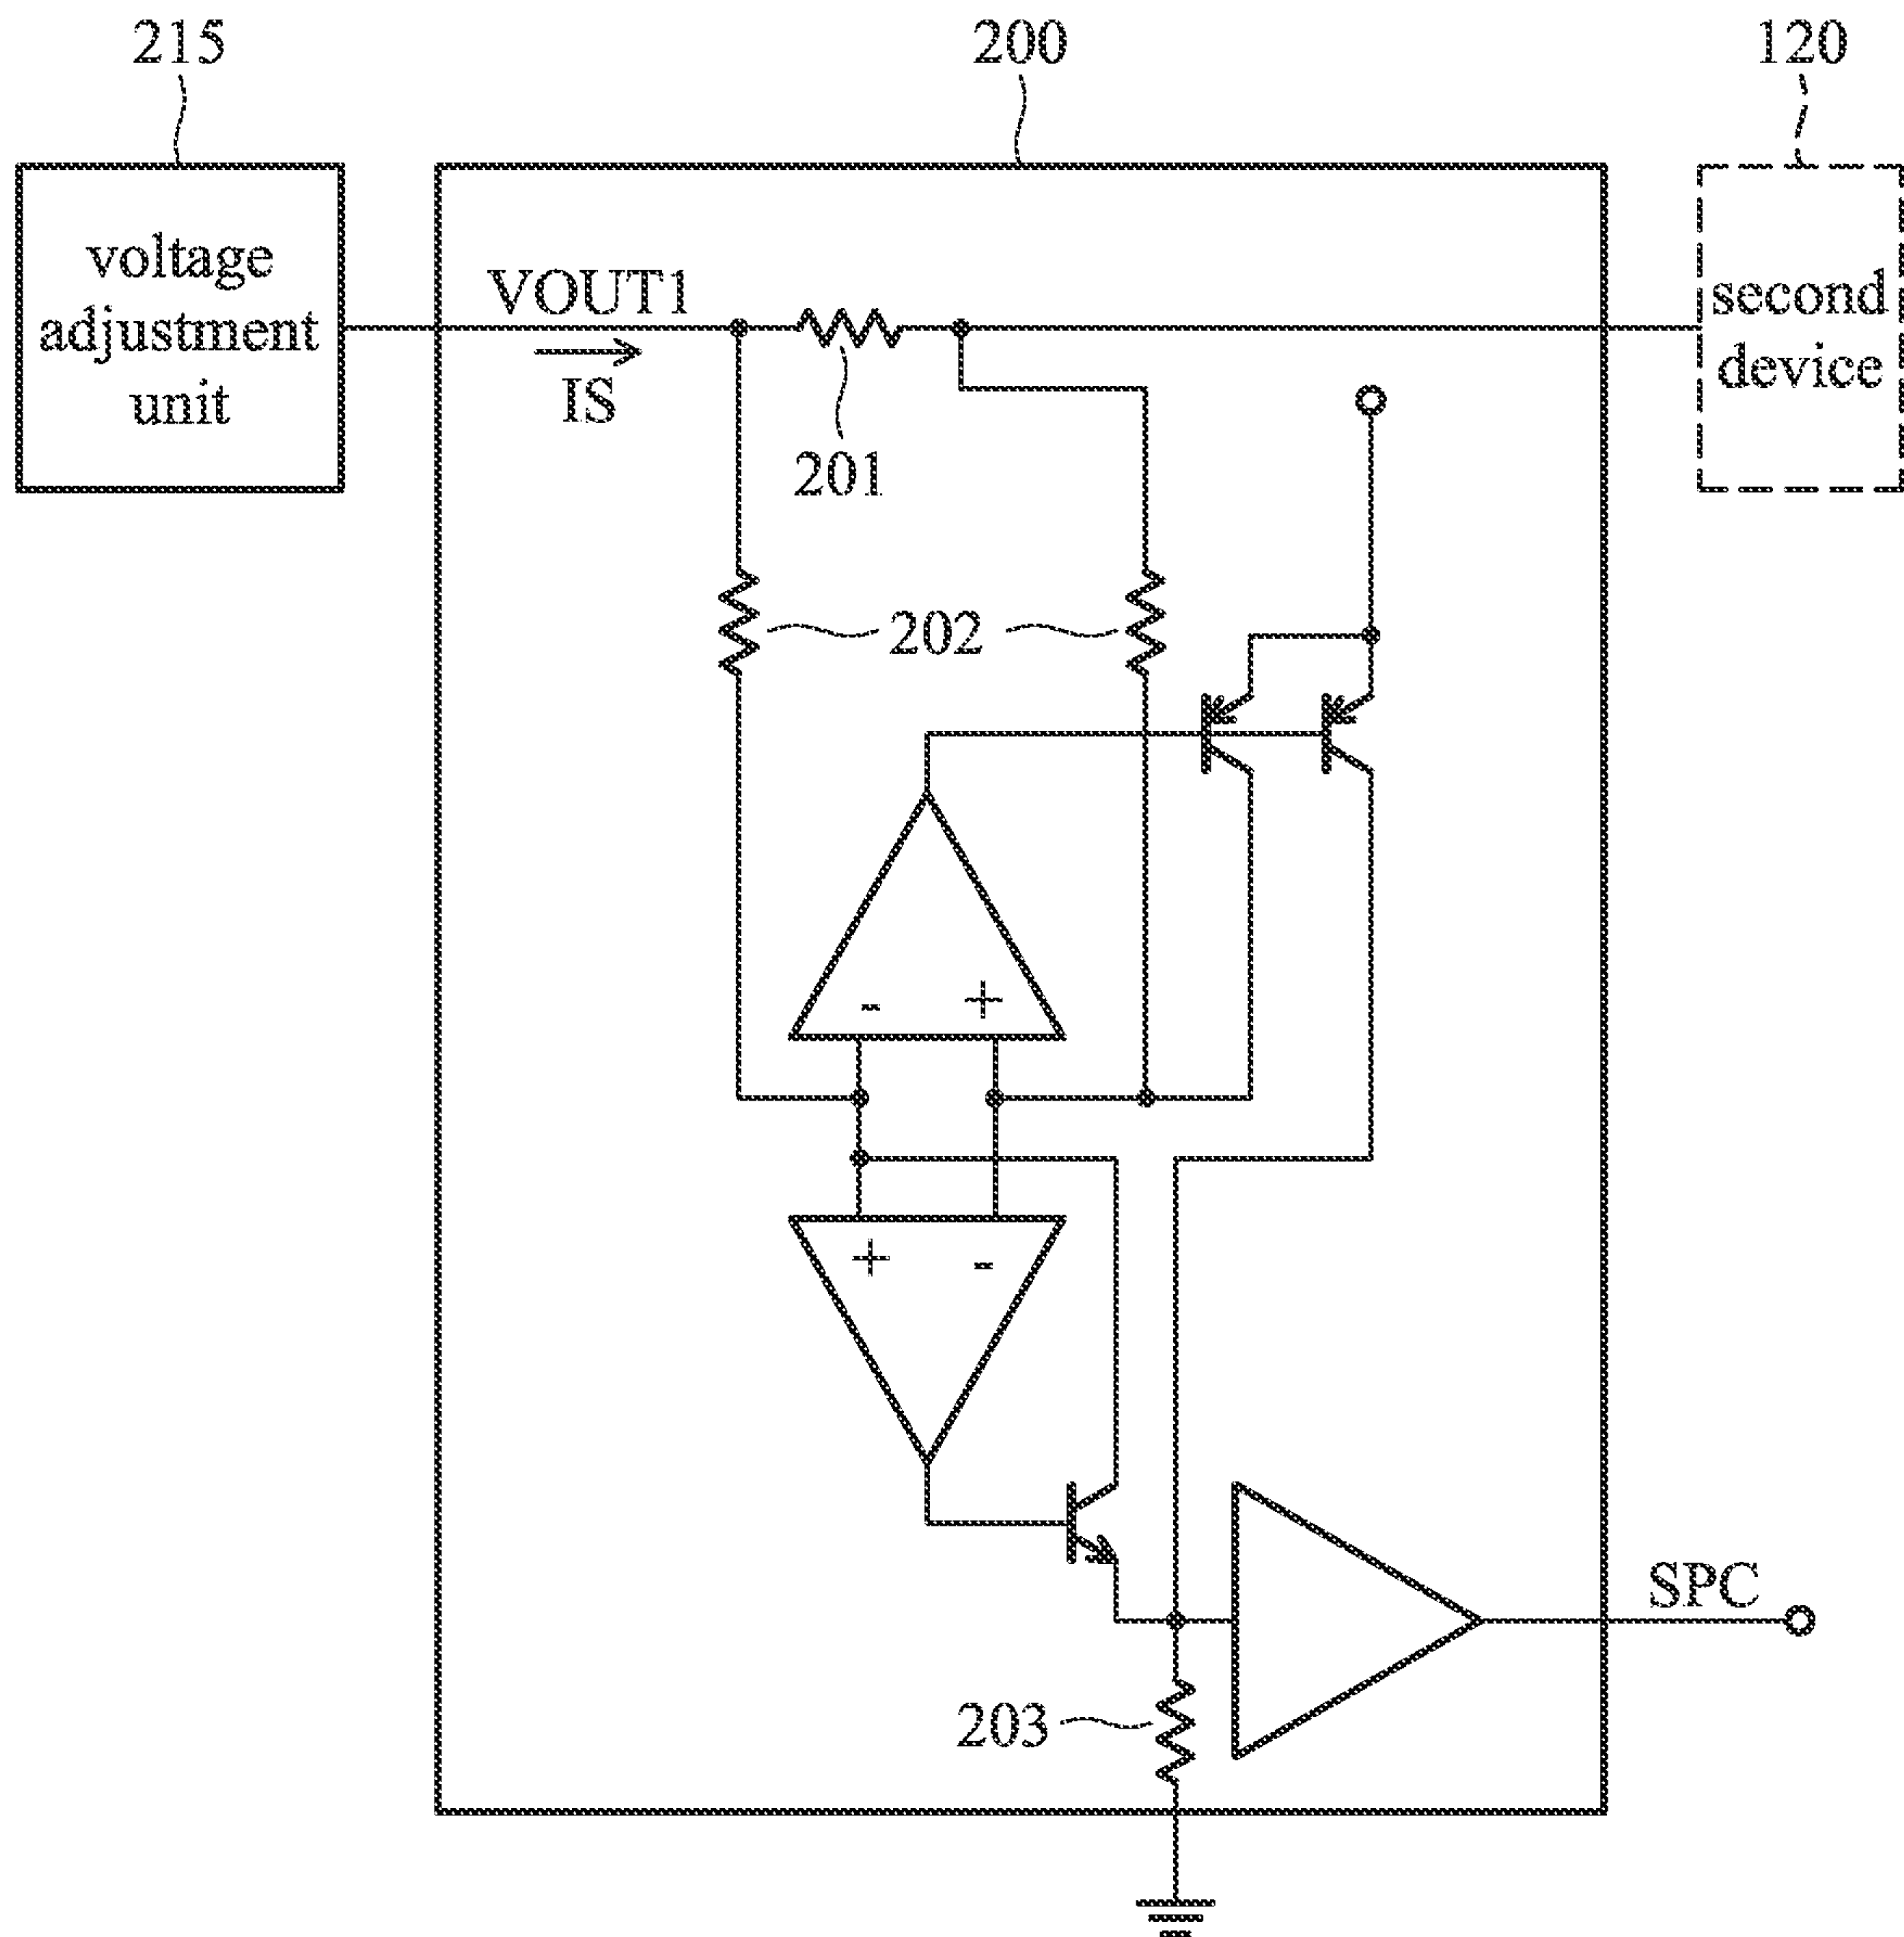 215
200
120
voltage
adjustment
unit
VOUT1
IS
201
second
device
202
- +
+ -
203
SPC